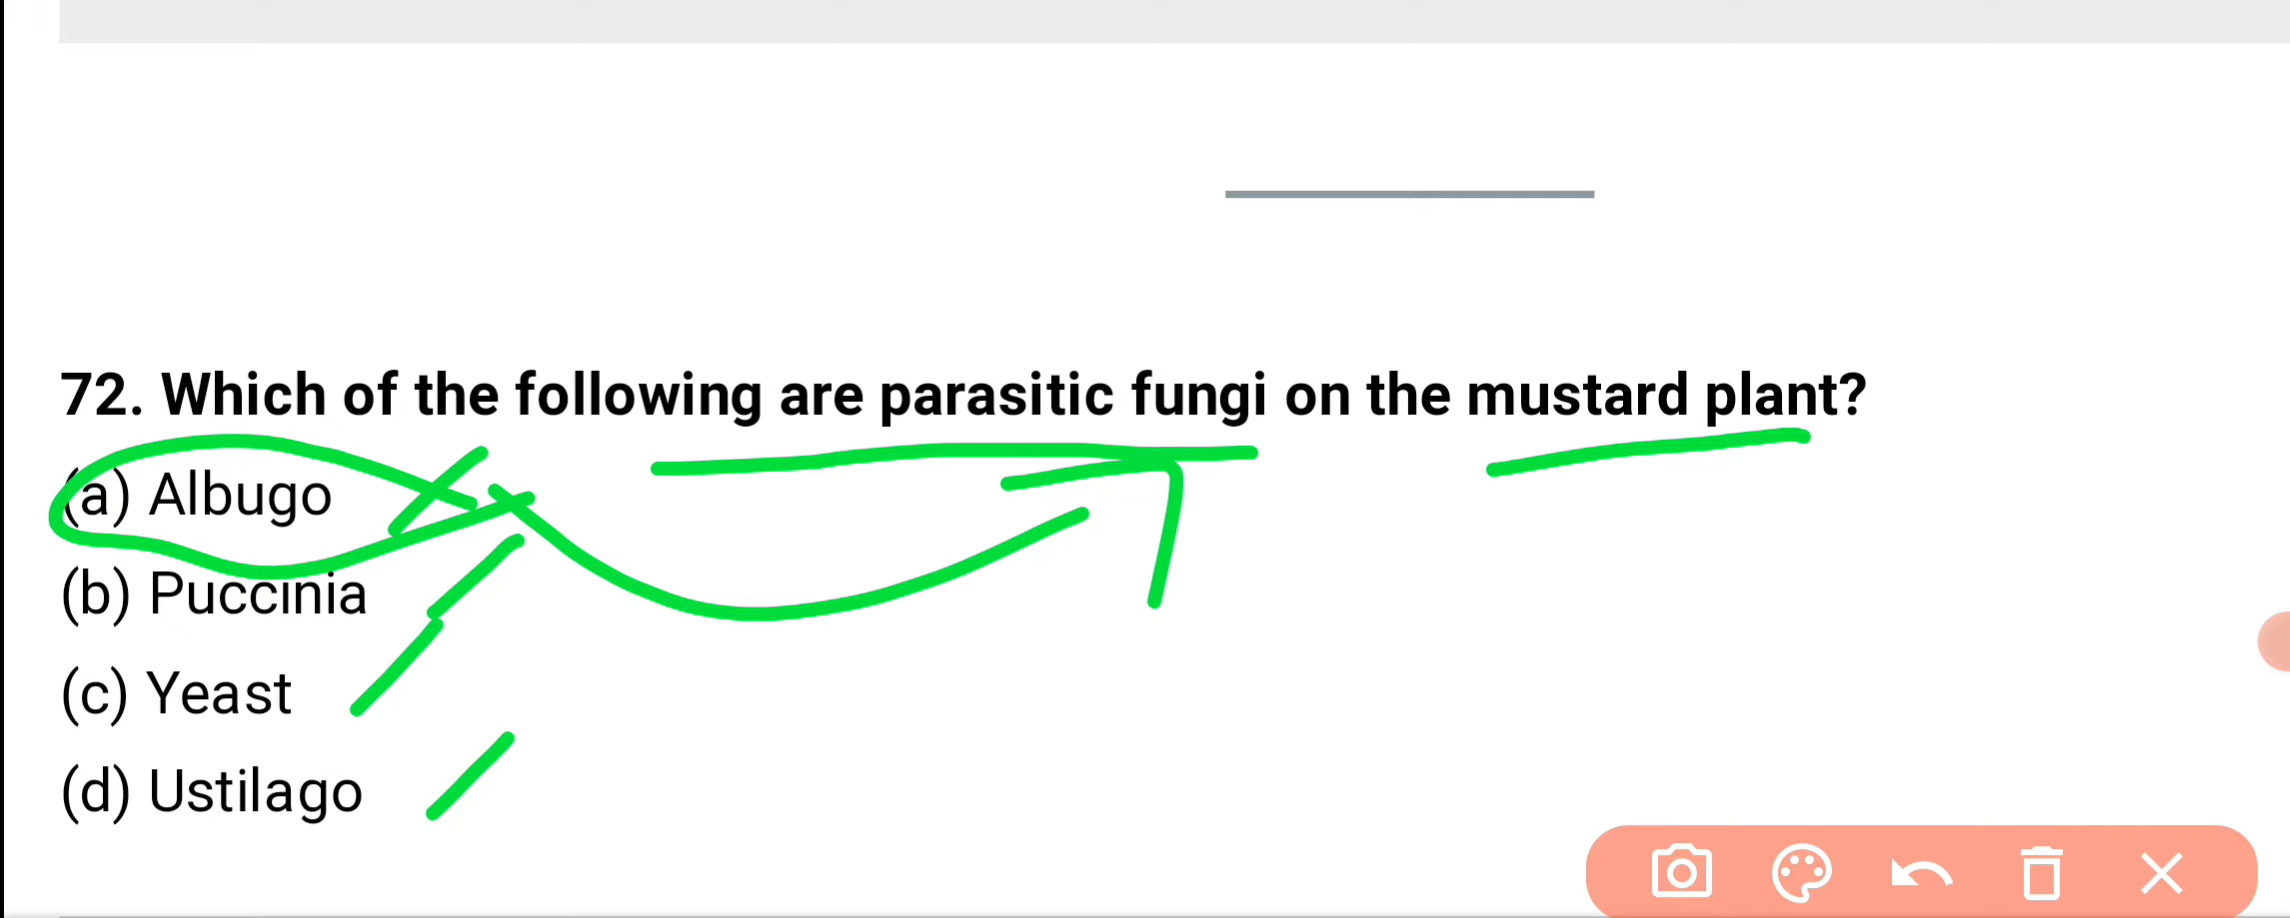 72. Which of the following are parasitic fungi on the mustard plant?
(a) Albugo
(b) Puccinia
(c) Yeast
(d) Ustilago